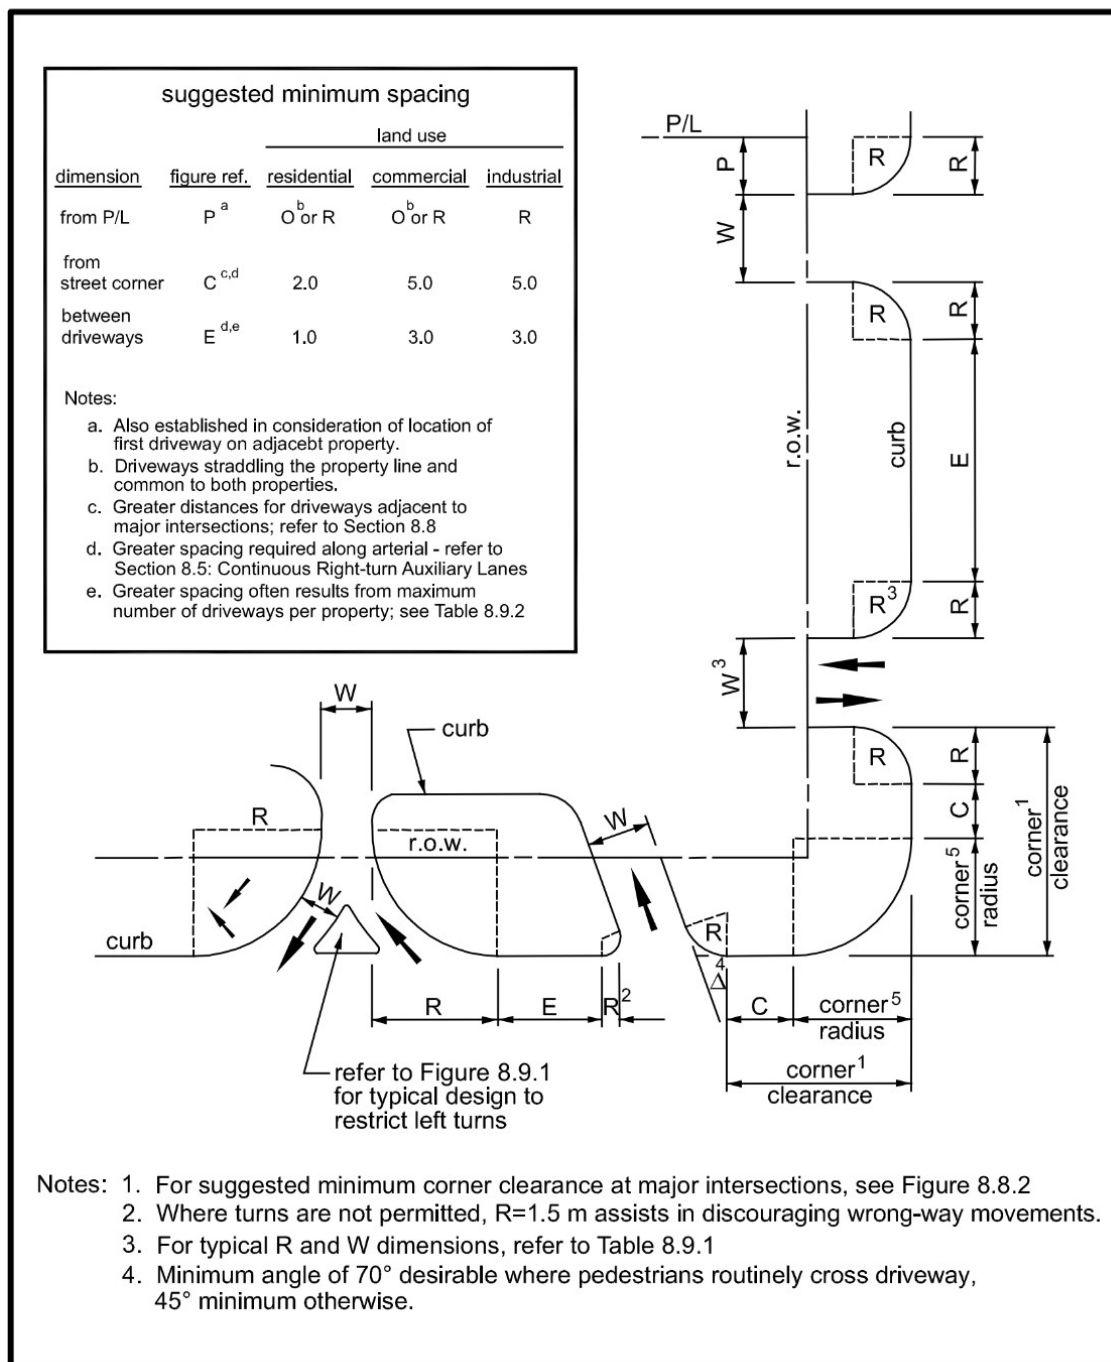 suggested minimum spacing
land use
dimension figure ref. residential commercial industrial
from P/L P a O b or R O b or R R
from
street corner C c,d 2.0 5.0 5.0
between
driveways E d,e 1.0 3.0 3.0
Notes:
a. Also established in consideration of location of
first driveway on adjacebt property.
b. Driveways straddling the property line and
common to both properties.
c. Greater distances for driveways adjacent to
major intersections; refer to Section 8.8
d. Greater spacing required along arterial - refer to
Section 8.5: Continuous Right-turn Auxiliary Lanes
e. Greater spacing often results from maximum
number of driveways per property; see Table 8.9.2
P/L
P
R
R
W
R
R
r.o.w.
curb
E
R3
R
W3
R
R
C
corner5
radius
corner1
clearance
W
curb
R
r.o.w.
W
W
curb
R
4
Δ
R
E
R2
C
corner5
radius
corner1
clearance
refer to Figure 8.9.1
for typical design to
restrict left turns
Notes: 1. For suggested minimum corner clearance at major intersections, see Figure 8.8.2
2. Where turns are not permitted, R=1.5 m assists in discouraging wrong-way movements.
3. For typical R and W dimensions, refer to Table 8.9.1
4. Minimum angle of 70° desirable where pedestrians routinely cross driveway,
45° minimum otherwise.